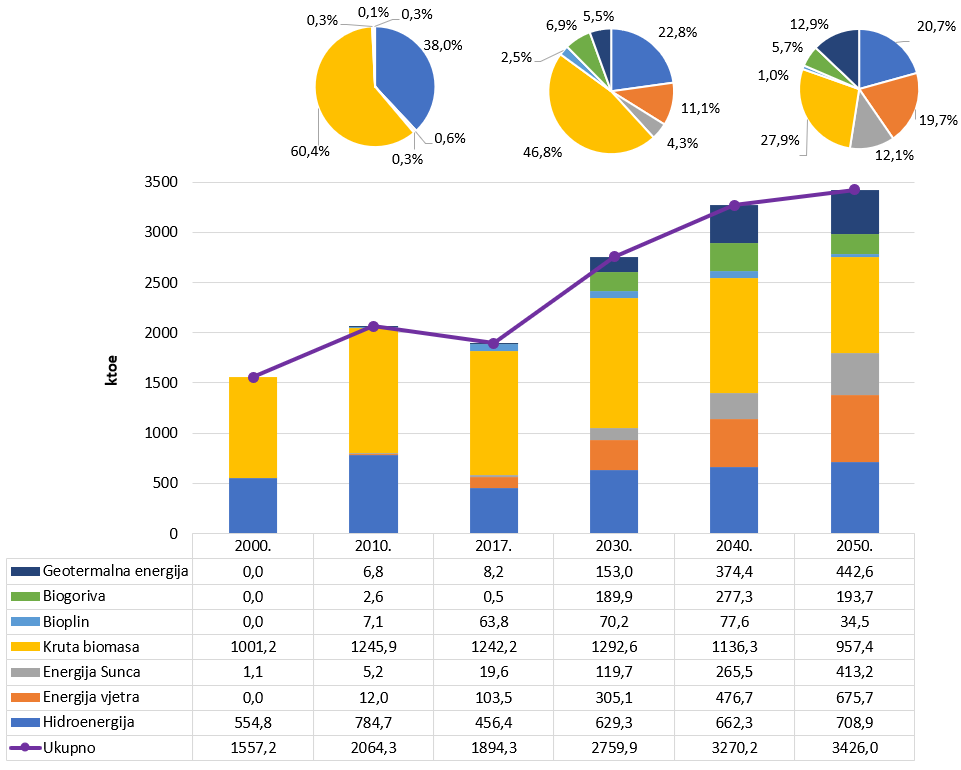 0,3%
0,1%
0,3%
38,0%
0,6%
0,3%
60,4%
6,9%
5,5%
22,8%
2,5%
11,1%
4,3%
46,8%
12,9%
20,7%
5,7%
1,0%
19,7%
27,9%
12,1%
3500
3000
2500
2000
1500
1000
500
0
ktoe
2000. 2010. 2017. 2030. 2040. 2050.
Geotermalna energija 0,0 6,8 8,2 153,0 374,4 442,6
Biogoriva 0,0 2,6 0,5 189,9 277,3 193,7
Bioplin 0,0 7,1 63,8 70,2 77,6 34,5
Kruta biomasa 1001,2 1245,9 1242,2 1292,6 1136,3 957,4
Energija Sunca 1,1 5,2 19,6 119,7 265,5 413,2
Energija vjetra 0,0 12,0 103,5 305,1 476,7 675,7
Hidroenergija 554,8 784,7 456,4 629,3 662,3 708,9
Ukupno 1557,2 2064,3 1894,3 2759,9 3270,2 3426,0